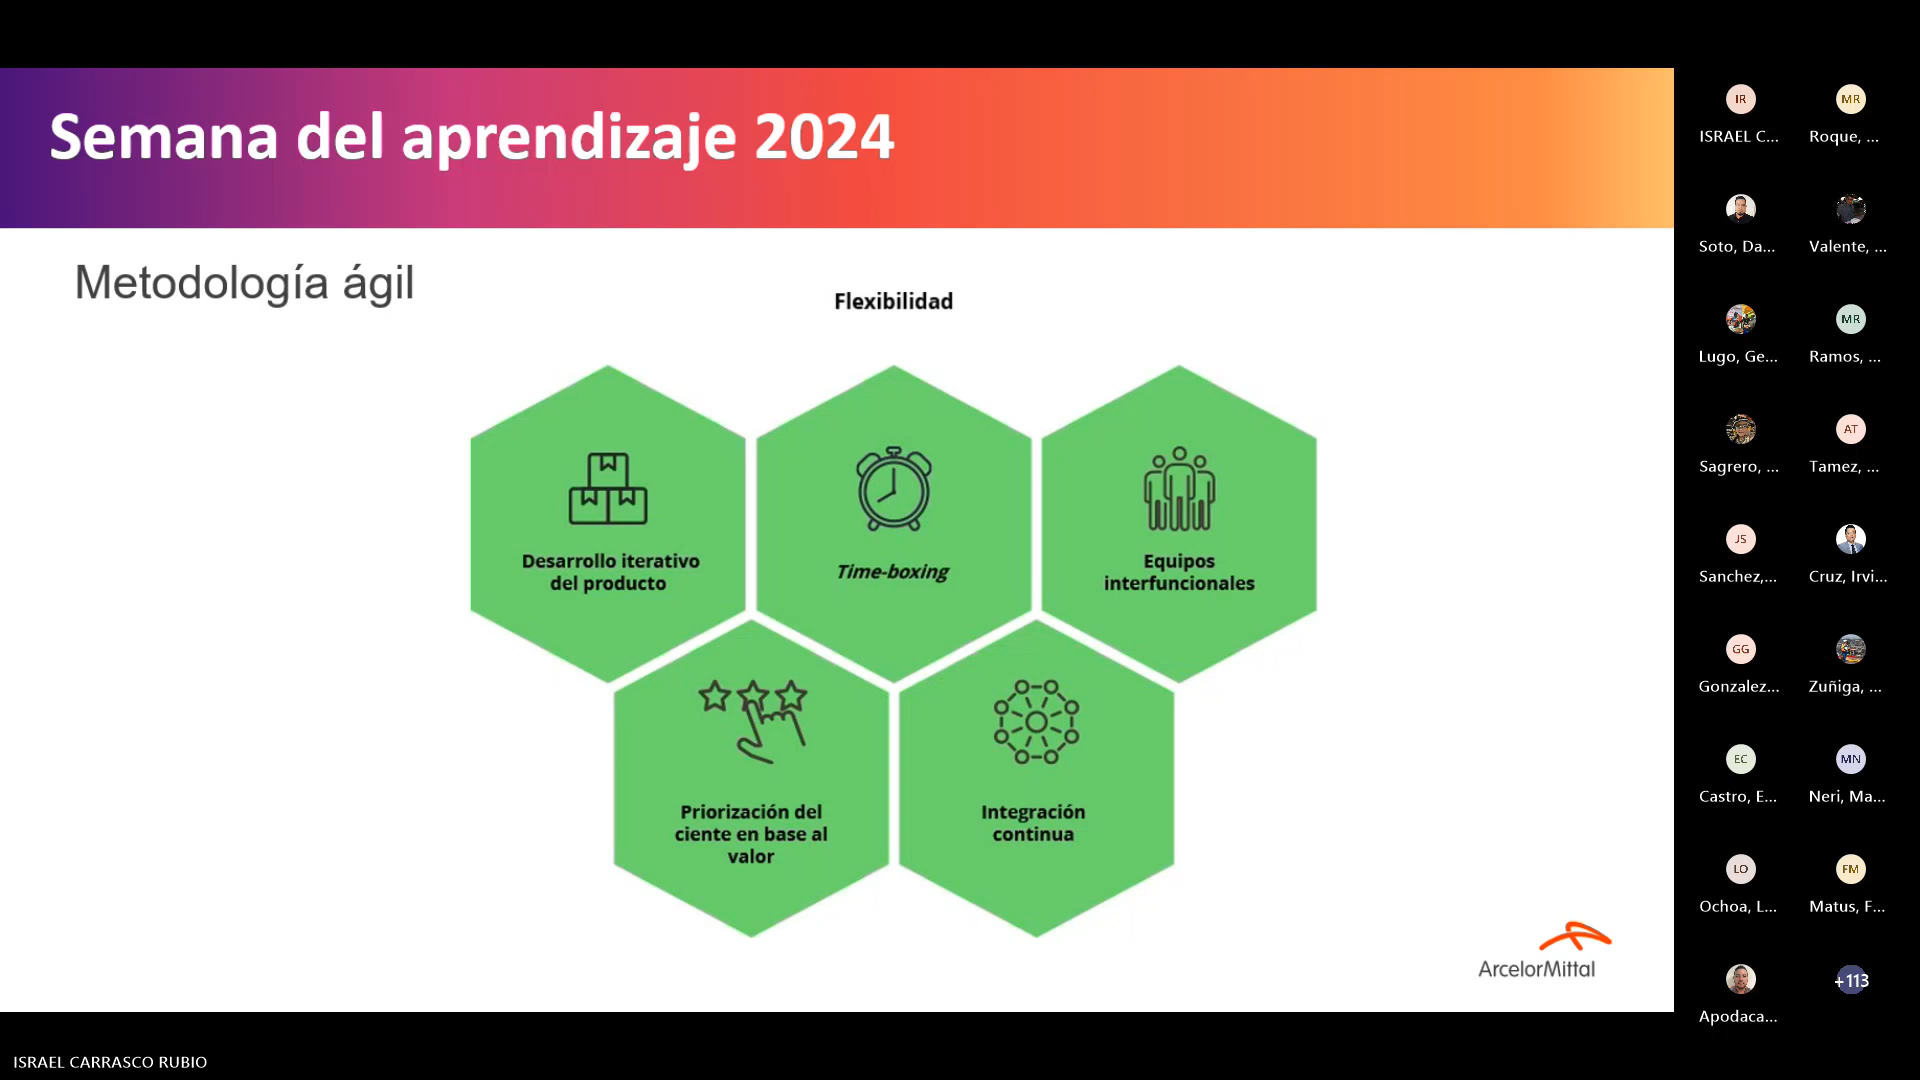 Semana del aprendizaje 2024
Metodología ágil
Flexibilidad
Desarrollo iterativo
del producto
Time-boxing
Equipos
interfuncionales
Priorización del
ciente en base al
valor
Integración
continua
ArcelorMittal
IR
MR
ISRAEL C...
Roque, ...
Soto, Da...
Valente, ...
MR
Lugo, Ge...
Ramos, ...
AT
Sagrero, ...
Tamez, ...
JS
Sanchez,...
Cruz, Irvi...
GG
Gonzalez...
Zuñiga, ...
EC
MN
Castro, E...
Neri, Ma...
LO
FM
Ochoa, L...
Matus, F...
+113
Apodaca...
ISRAEL CARRASCO RUBIO